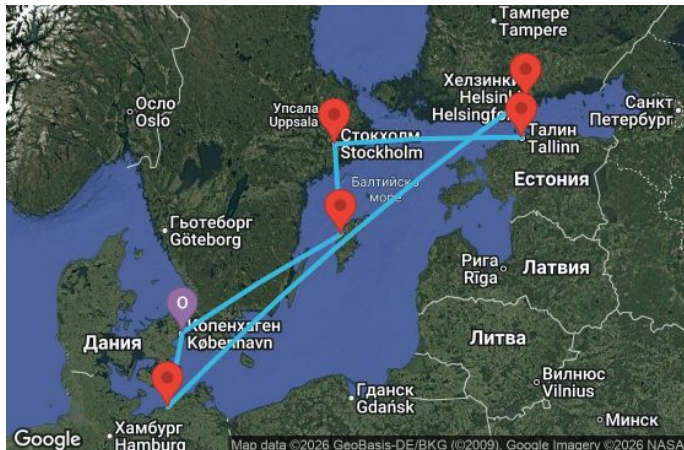 Тампере
Tampere
Хелзинки
Helsinki
Helsingfo
Санкт
Петербург
Осло
Oslo
Упсала
Uppsala
Стокхолм
Stockholm
Талин
Tallinn
ЕСТОНИЯ
Балтийско
море
Гьотеборг
Göteborg
Рига
Rīga
ЛАТВИЯ
O
Копенхаген
København
Дания
ЛИТВА
Вилнюс
Vilnius
Гданск
Gdańsk
Минск
Хамбург
Hamburg
Google
Map data ©2026 GeoBasis-DE/BKG (©2009), Google Imagery ©2026 NASA